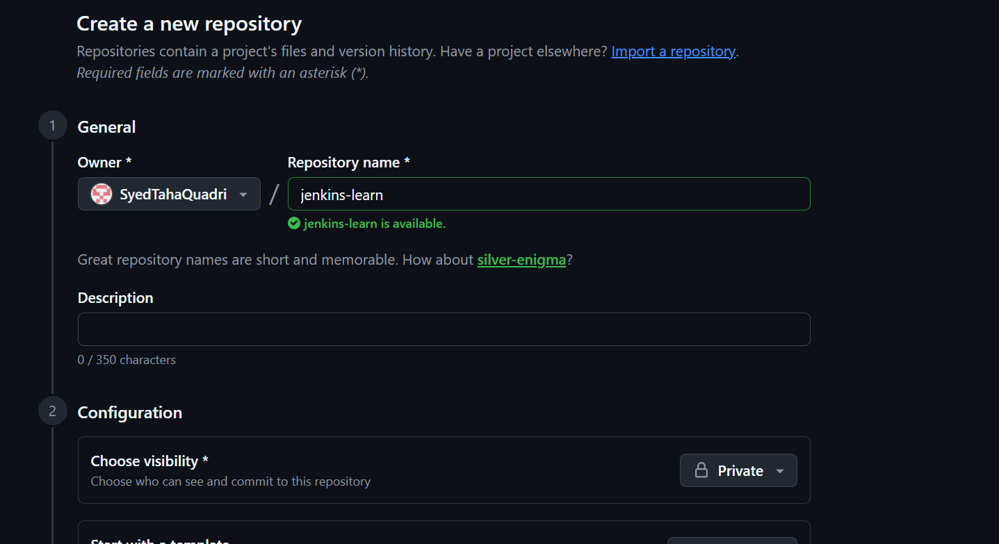 Create a new repository
Repositories contain a project's files and version history. Have a project elsewhere? Import a repository.
Required fields are marked with an asterisk (*).
1 General
Owner * Repository name *
SyedTahaQuadri / jenkins-learn
jenkins-learn is available.
Great repository names are short and memorable. How about silver-enigma?
Description
0 / 350 characters
2 Configuration
Choose visibility *
Choose who can see and commit to this repository
Private
Start with a template